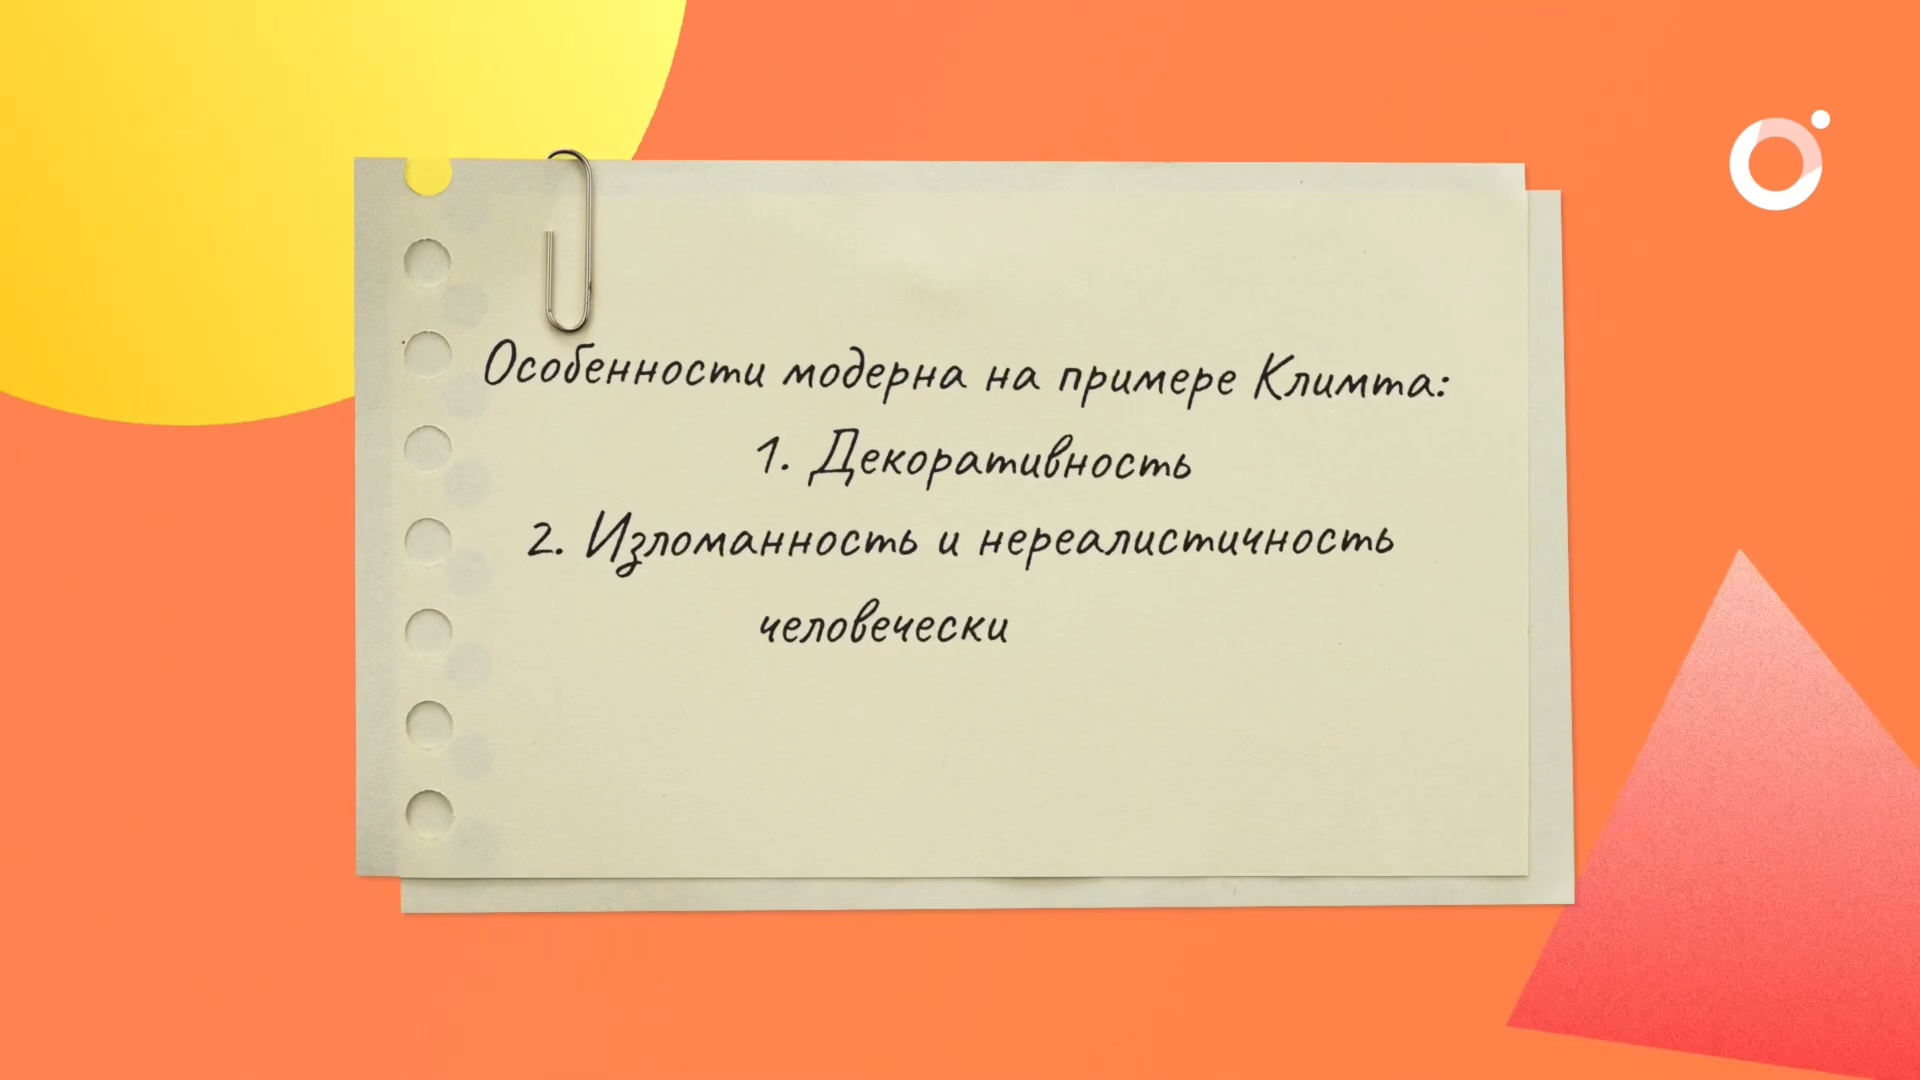 Особенности модерна на примере Климта:
1. Декоративность
2. Изломанность и нереалистичность
человечески